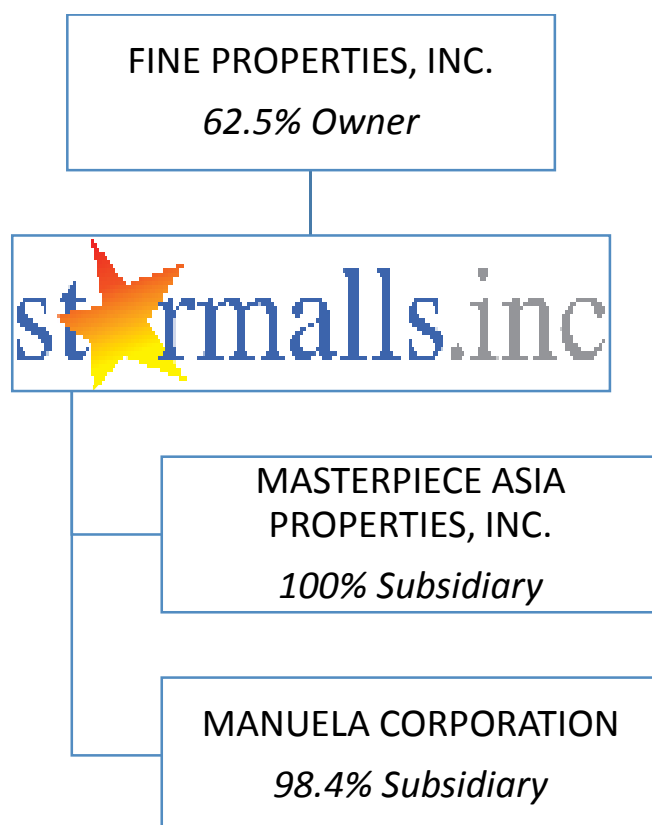 FINE PROPERTIES, INC.
62.5% Owner
starmalls.inc
MASTERPIECE ASIA
PROPERTIES, INC.
100% Subsidiary
MANUELA CORPORATION
98.4% Subsidiary